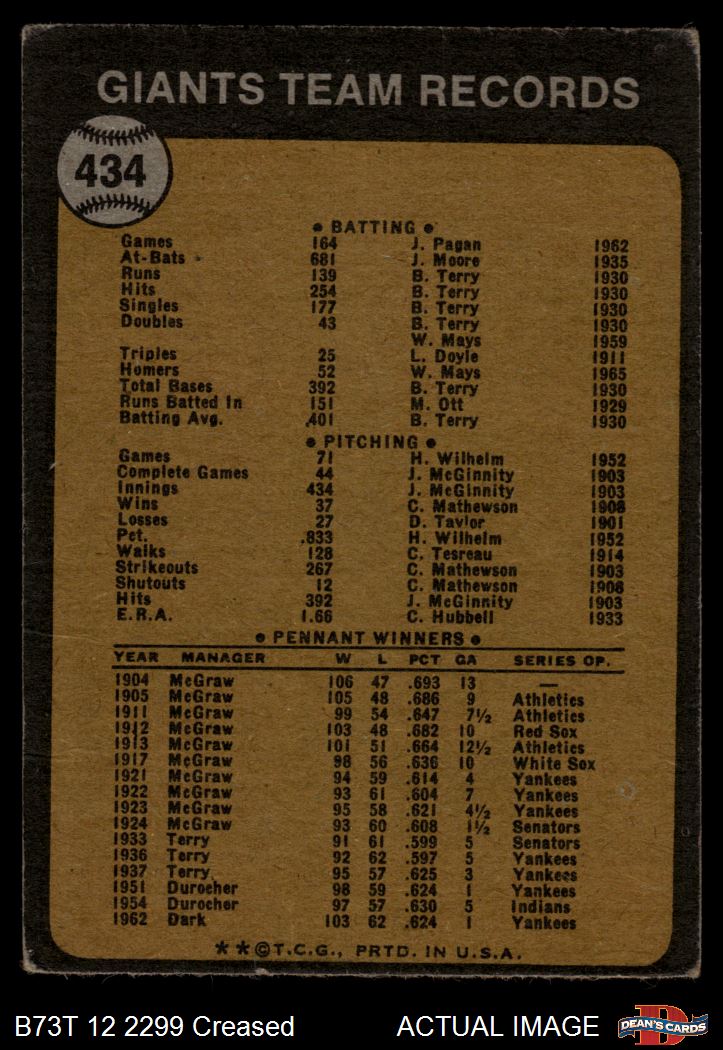 GIANTS TEAM RECORDS
434
• BATTING •
Games 164 J. Pagan 1962
At-Bats 681 J. Moore 1935
Runs 139 B. Terry 1930
Hits 254 B. Terry 1930
Singles 177 B. Terry 1930
Doubles 43 B. Terry 1930
W. Mays 1959
Triples 25 L. Doyle 1911
Homers 52 W. Mays 1965
Total Bases 392 B. Terry 1930
Runs Batted In 151 M. Ott 1929
Batting Avg. .401 B. Terry 1930
• PITCHING •
Games 71 H. Wilhelm 1952
Complete Games 44 J. McGinnity 1903
Innings 434 J. McGinnity 1903
Wins 37 C. Mathewson 1908
Losses 27 D. Taylor 1901
Pct. .833 H. Wilhelm 1952
Walks 128 C. Tesreau 1914
Strikeouts 267 C. Mathewson 1903
Shutouts 12 C. Mathewson 1908
Hits 392 J. McGinnity 1903
E.R.A. 1.66 C. Hubbell 1933
• PENNANT WINNERS •
YEAR MANAGER W L PCT GA SERIES OP.
1904 McGraw 106 47 .693 13 —
1905 McGraw 105 48 .686 9 Athletics
1911 McGraw 99 54 .647 7½ Athletics
1912 McGraw 103 48 .682 10 Red Sox
1913 McGraw 101 51 .664 12½ Athletics
1917 McGraw 98 56 .636 10 White Sox
1921 McGraw 94 59 .614 4 Yankees
1922 McGraw 93 61 .604 7 Yankees
1923 McGraw 95 58 .621 4½ Yankees
1924 McGraw 93 60 .608 1½ Senators
1933 Terry 91 61 .599 5 Senators
1936 Terry 92 62 .597 5 Yankees
1937 Terry 95 57 .625 3 Yankees
1951 Durocher 98 59 .624 1 Yankees
1954 Durocher 97 57 .630 5 Indians
1962 Dark 103 62 .624 1 Yankees
**©T.C.G., PRTD. IN U.S.A.
B73T 12 2299 Creased ACTUAL IMAGE
D
DEAN'S CARDS